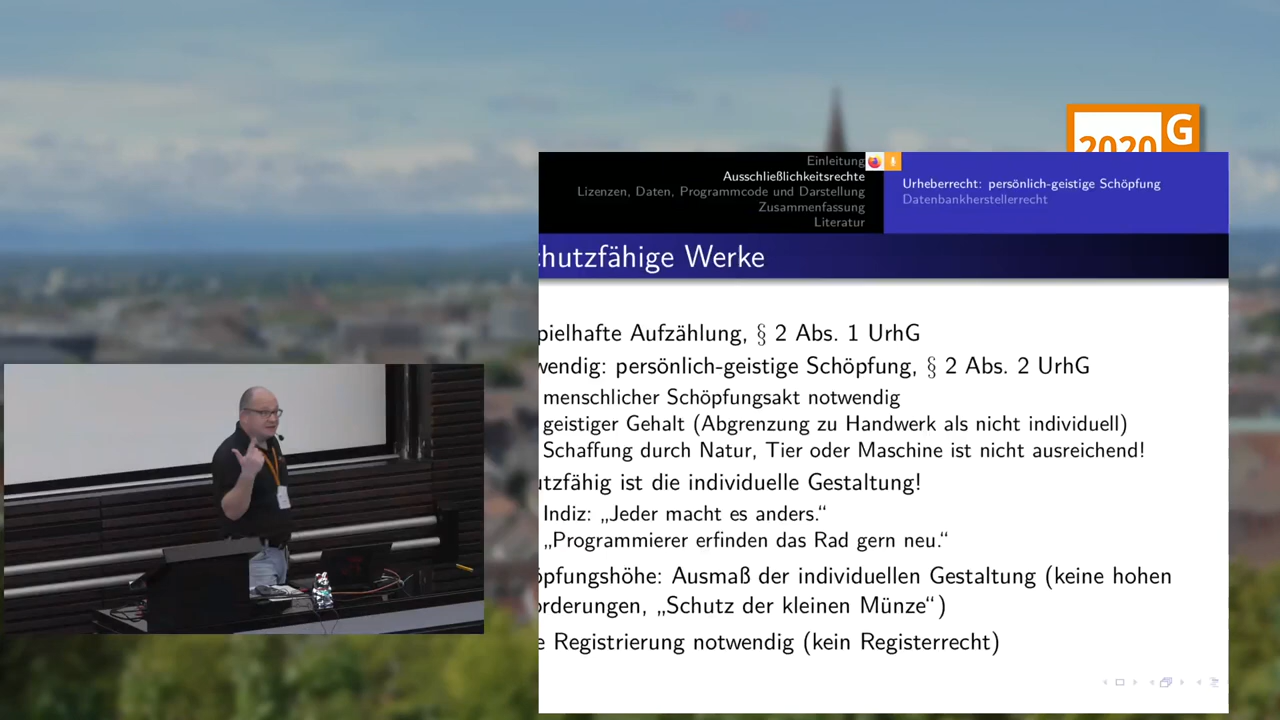 2020
G
Einleitung
Ausschließlichkeitsrechte
Lizenzen, Daten, Programmcode und Darstellung
Zusammenfassung
Literatur
Urheberrecht: persönlich-geistige Schöpfung
Datenbankherstellerrecht
chutzfähige Werke
pielhafte Aufzählung, § 2 Abs. 1 UrhG
wendig: persönlich-geistige Schöpfung, § 2 Abs. 2 UrhG
menschlicher Schöpfungsakt notwendig
geistiger Gehalt (Abgrenzung zu Handwerk als nicht individuell)
Schaffung durch Natur, Tier oder Maschine ist nicht ausreichend!
utzfähig ist die individuelle Gestaltung!
Indiz: „Jeder macht es anders.“
„Programmierer erfinden das Rad gern neu.“
öpfungshöhe: Ausmaß der individuellen Gestaltung (keine hohen
orderungen, „Schutz der kleinen Münze“)
e Registrierung notwendig (kein Registerrecht)